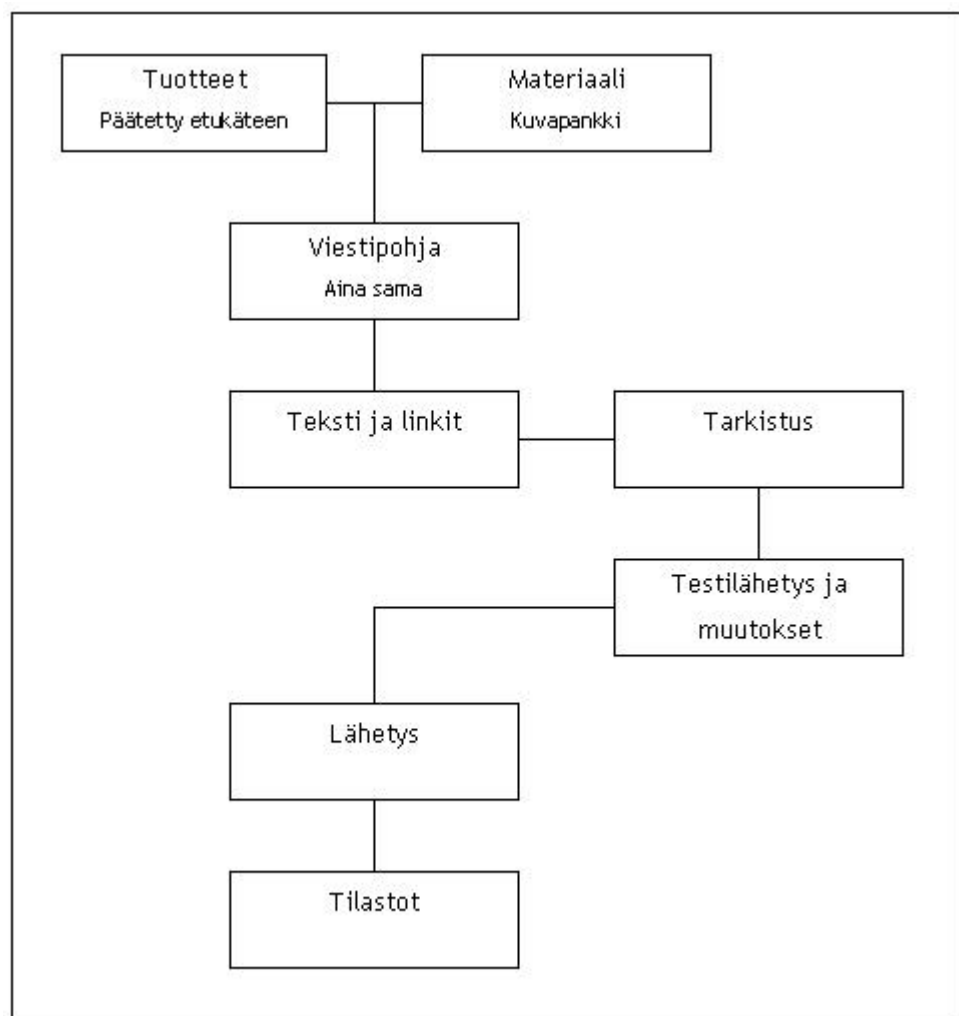 Tuotteet
Päätetty etukäteen
Materiaali
Kuvapankki
Viestipohja
Aina sama
Teksti ja linkit
Tarkistus
Testilähetys ja
muutokset
Lähetys
Tilastot